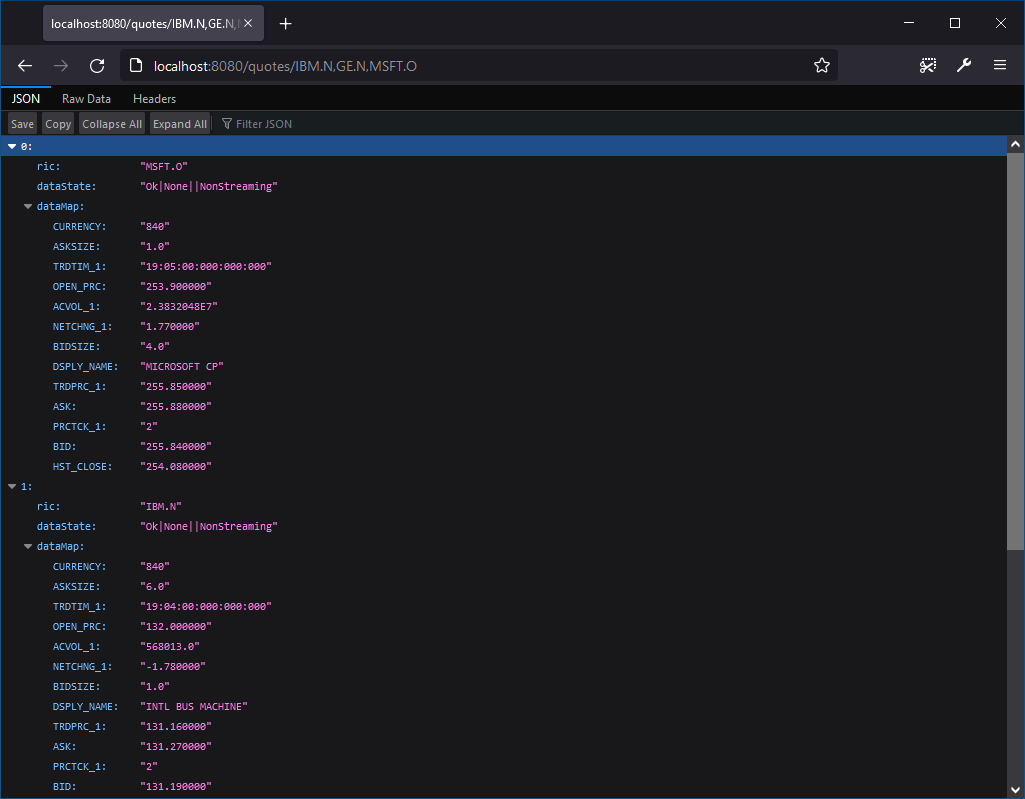 localhost:8080/quotes/IBM.N,GE.N,
localhost:8080/quotes/IBM.N,GE.N,MSFT.O
JSON Raw Data Headers
Save Copy Collapse All Expand All Filter JSON
0:
ric: "MSFT.O"
dataState: "Ok|None||NonStreaming"
dataMap:
CURRENCY: "840"
ASKSIZE: "1.0"
TRDTIM_1: "19:05:00:000:000:000"
OPEN_PRC: "253.900000"
ACVOL_1: "2.3832048E7"
NETCHNG_1: "1.770000"
BIDSIZE: "4.0"
DSPLY_NAME: "MICROSOFT CP"
TRDPRC_1: "255.850000"
ASK: "255.880000"
PRCTCK_1: "2"
BID: "255.840000"
HST_CLOSE: "254.080000"
1:
ric: "IBM.N"
dataState: "Ok|None||NonStreaming"
dataMap:
CURRENCY: "840"
ASKSIZE: "6.0"
TRDTIM_1: "19:04:00:000:000:000"
OPEN_PRC: "132.000000"
ACVOL_1: "568013.0"
NETCHNG_1: "-1.780000"
BIDSIZE: "1.0"
DSPLY_NAME: "INTL BUS MACHINE"
TRDPRC_1: "131.160000"
ASK: "131.270000"
PRCTCK_1: "2"
BID: "131.190000"